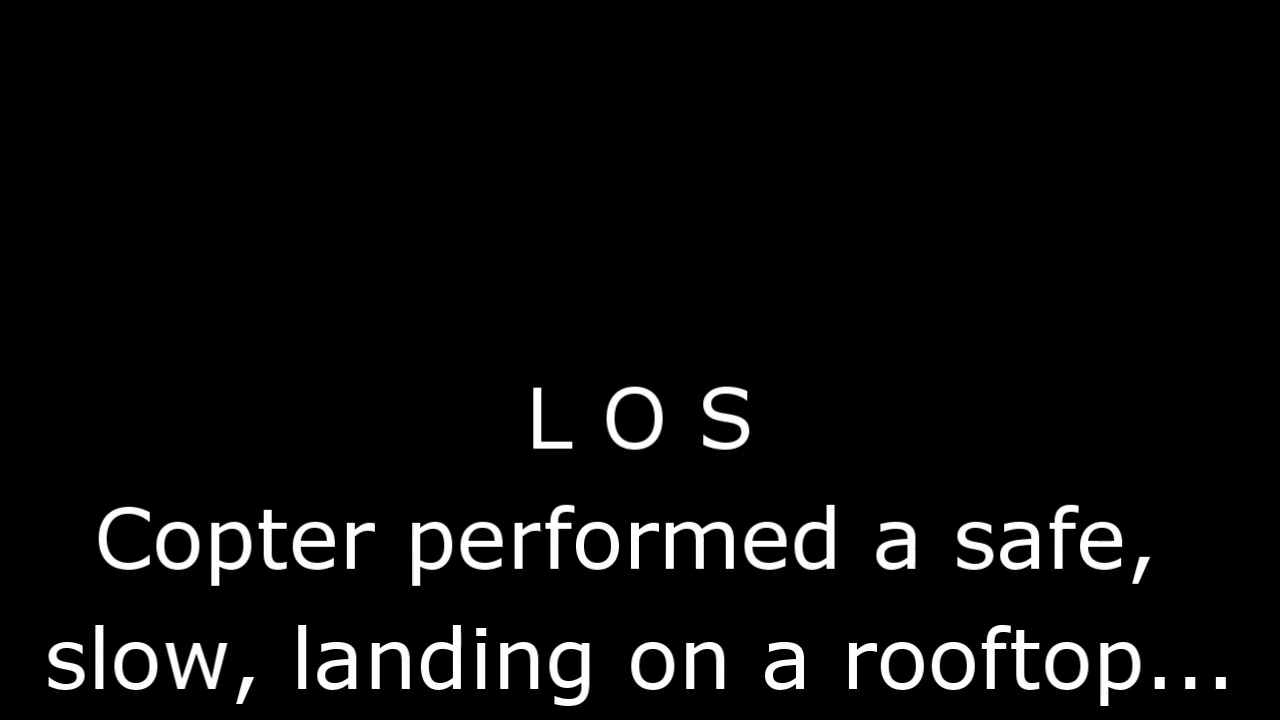 L O S
Copter performed a safe,
slow, landing on a rooftop...